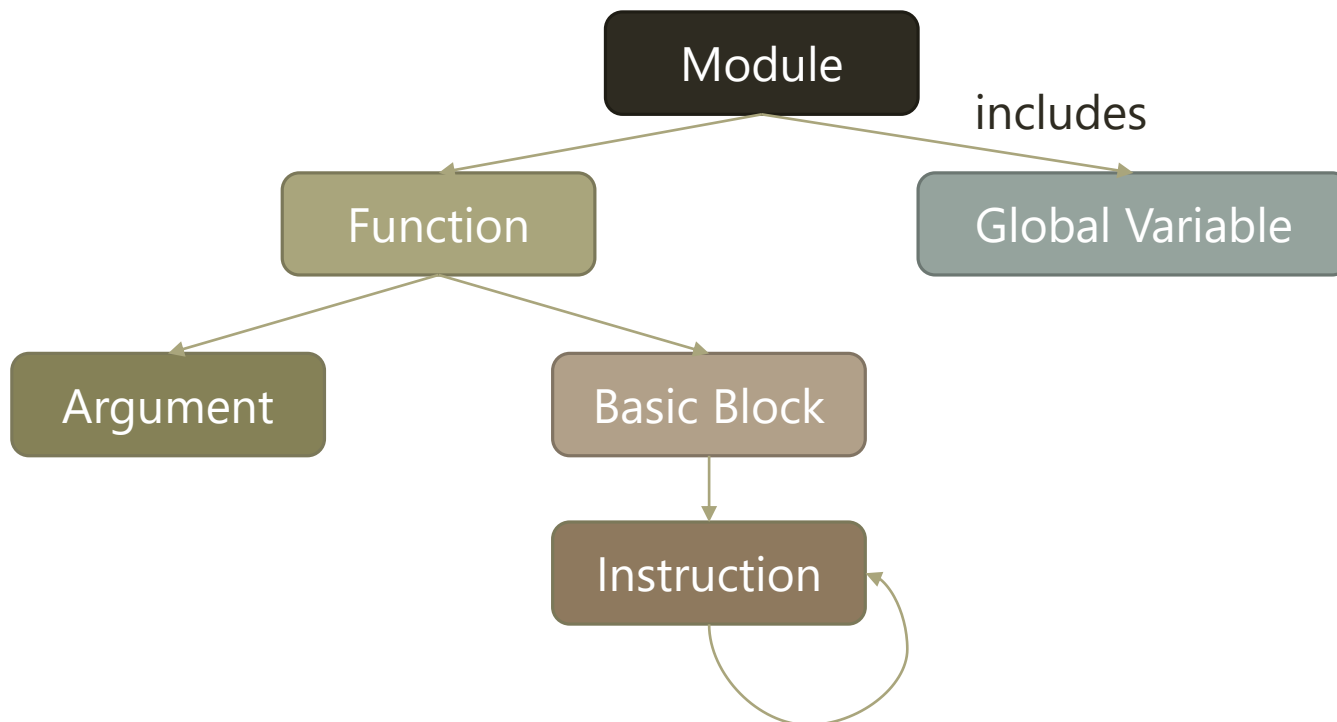 Module
includes
Function
Global Variable
Argument
Basic Block
Instruction